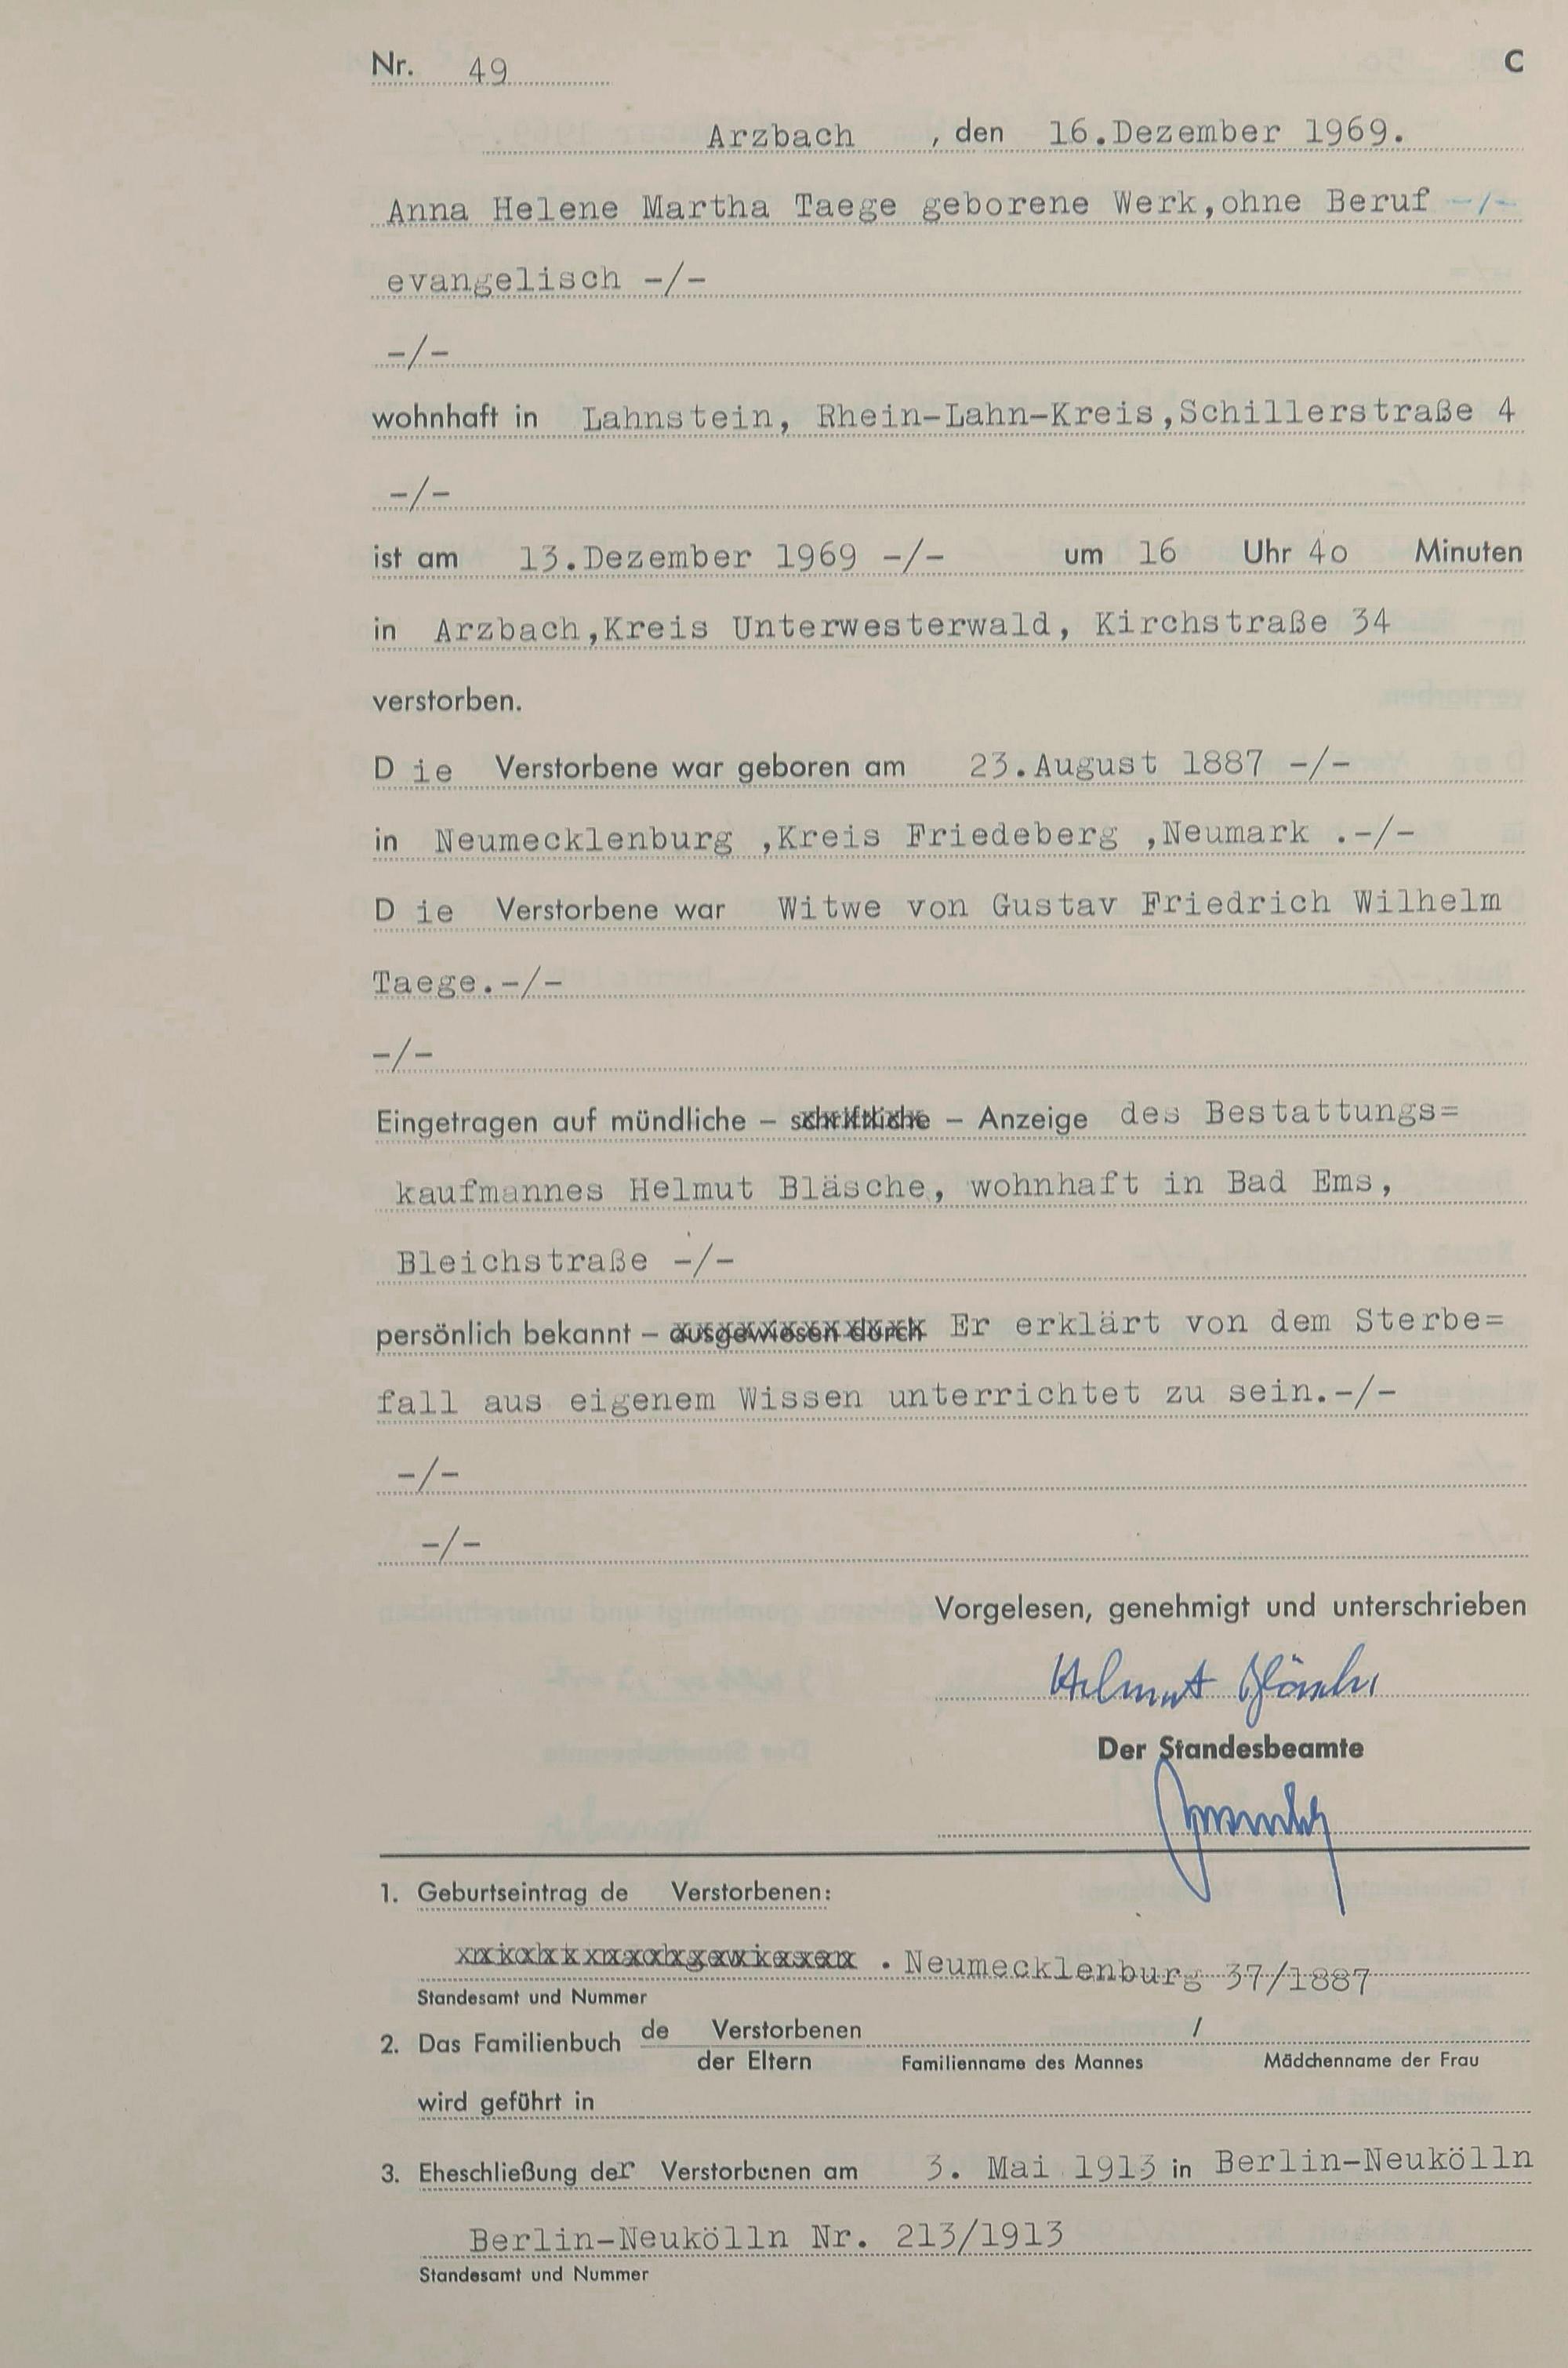 Nr. 49 C
Arzbach , den 16.Dezember 1969.
Anna Helene Martha Taege geborene Werk,ohne Beruf -/-
evangelisch -/-
-/-
wohnhaft in Lahnstein, Rhein-Lahn-Kreis,Schillerstraße 4
-/-
ist am 13.Dezember 1969 -/- um 16 Uhr 4o Minuten
in Arzbach,Kreis Unterwesterwald, Kirchstraße 34
verstorben.
D ie Verstorbene war geboren am 23.August 1887 -/-
in Neumecklenburg ,Kreis Friedeberg ,Neumark .-/-
D ie Verstorbene war Witwe von Gustav Friedrich Wilhelm
Taege.-/-
-/-
Eingetragen auf mündliche – schriftliche – Anzeige des Bestattungs=
kaufmannes Helmut Bläsche, wohnhaft in Bad Ems,
Bleichstraße -/-
persönlich bekannt – ausgewiesen durch Er erklärt von dem Sterbe=
fall aus eigenem Wissen unterrichtet zu sein.-/-
-/-
-/-
Vorgelesen, genehmigt und unterschrieben
Helmut Bläsche
Der Standesbeamte
1. Geburtseintrag de Verstorbenen:
. Neumecklenburg 37/1887
Standesamt und Nummer
2. Das Familienbuch de Verstorbenen /
der Eltern Familienname des Mannes Mädchenname der Frau
wird geführt in
3. Eheschließung der Verstorbenen am 3. Mai 1913 in Berlin-Neukölln
Berlin-Neukölln Nr. 213/1913
Standesamt und Nummer